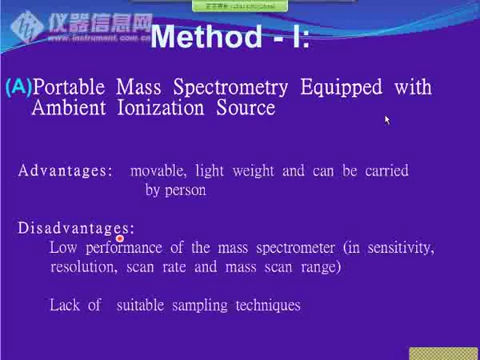 仪器信息网
www.instrument.com.cn
Method - I:
(A)Portable Mass Spectrometry Equipped with
Ambient Ionization Source
Advantages: movable, light weight and can be carried
by person
Disadvantages:
Low performance of the mass spectrometer (in sensitivity,
resolution, scan rate and mass scan range)
Lack of suitable sampling techniques